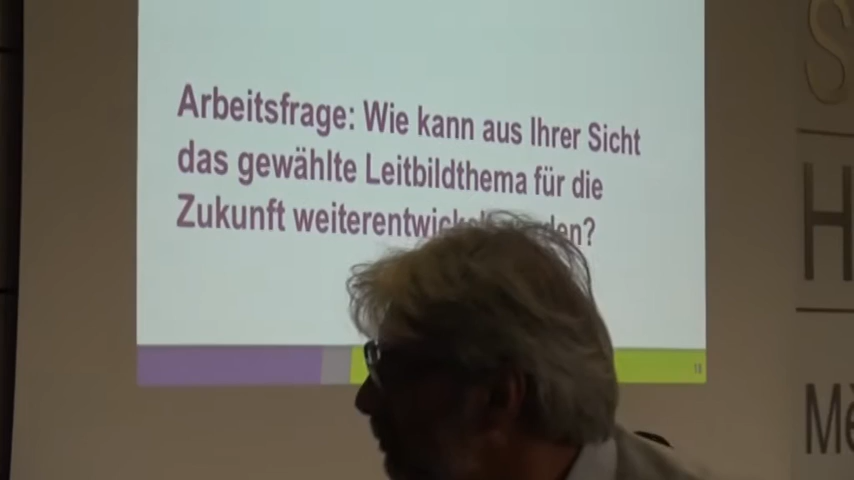 Arbeitsfrage: Wie kann aus Ihrer Sicht
das gewählte Leitbildthema für die
Zukunft
?
S
H
M